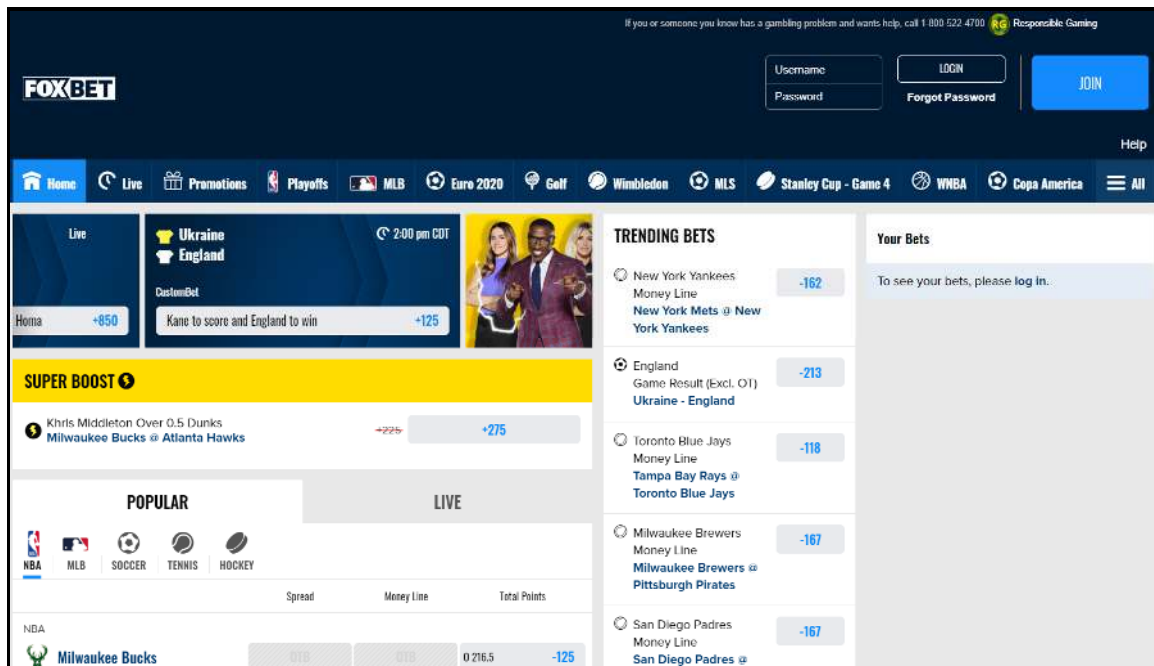 If you or someone you know has a gambling problem and wants help, call 1 800 522 4700 RG Responsible Gaming
FOX BET
Username
Password
LOGIN
Forgot Password
JOIN
Help
Home
Live
Promotions
Playoffs
MLB
Euro 2020
Golf
Wimbledon
MLS
Stanley Cup - Game 4
WNBA
Copa America
All
Live
Homa +850
Ukraine
England
2:00 pm CDT
CustomBet
Kane to score and England to win +125
SUPER BOOST
Khris Middleton Over 0.5 Dunks
Milwaukee Bucks @ Atlanta Hawks
+225 +275
POPULAR
LIVE
NBA
MLB
SOCCER
TENNIS
HOCKEY
Spread
Money Line
Total Points
NBA
Milwaukee Bucks
OTB
OTB
O 216.5 -125
TRENDING BETS
New York Yankees
Money Line
New York Mets @ New
York Yankees
-162
England
Game Result (Excl. OT)
Ukraine - England
-213
Toronto Blue Jays
Money Line
Tampa Bay Rays @
Toronto Blue Jays
-118
Milwaukee Brewers
Money Line
Milwaukee Brewers @
Pittsburgh Pirates
-167
San Diego Padres
Money Line
San Diego Padres @
-167
Your Bets
To see your bets, please log in.